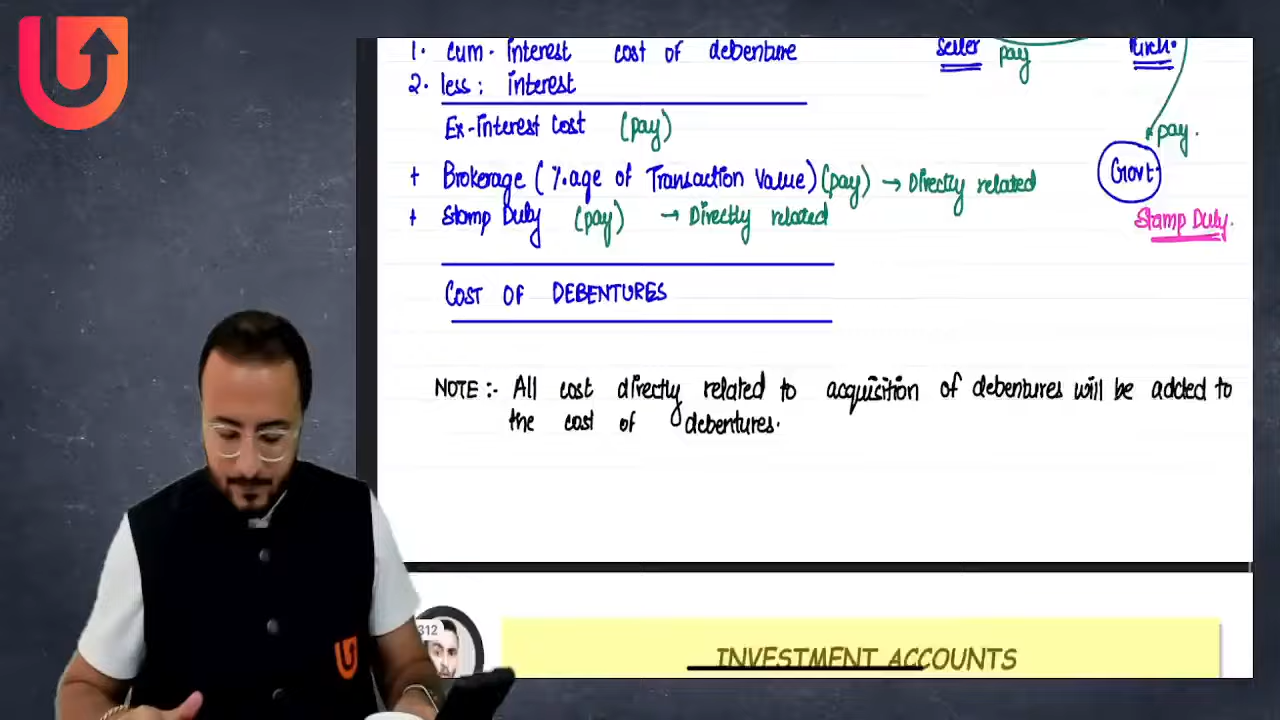 1. Cum-Interest cost of debenture
Seller pay Purch.
2. less: Interest
Ex-Interest Cost (pay)
pay.
Govt.
+ Brokerage (%age of Transaction Value) (pay) → Directly related
+ Stamp Duty (pay) → Directly related
Stamp Duty.
COST OF DEBENTURES
NOTE :- All cost directly related to acquisition of debentures will be added to
the cost of debentures.
312
INVESTMENT ACCOUNTS